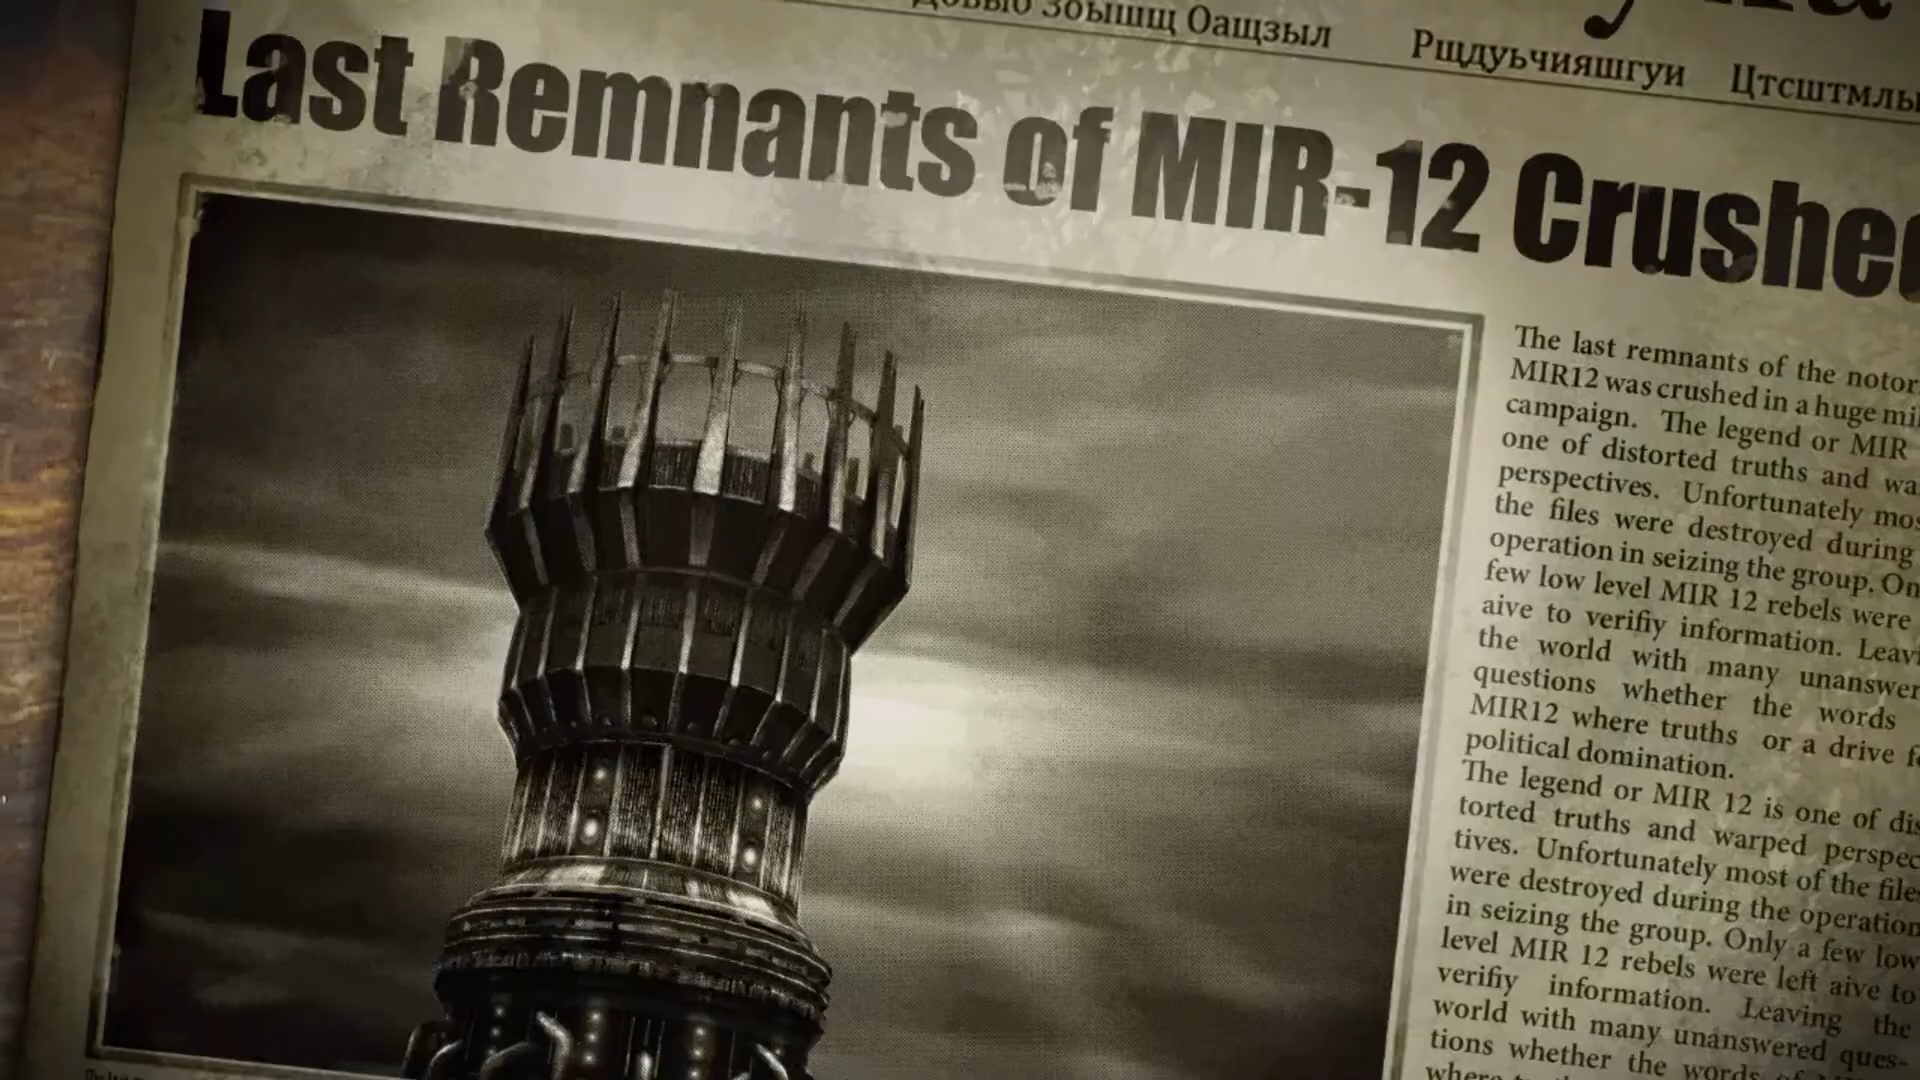 Зоышщ Оащзыл Рщдуьчияшгуи Цтсштмлы
Last Remnants of MIR-12 Crushed
The last remnants of the notor
MIR12 was crushed in a huge mil
campaign. The legend or MIR
one of distorted truths and wa
perspectives. Unfortunately mos
the files were destroyed during
operation in seizing the group. On
few low level MIR 12 rebels were
aive to verifiy information. Leavi
the world with many unanswer
questions whether the words
MIR12 where truths or a drive f
political domination.
The legend or MIR 12 is one of dis
torted truths and warped perspec
tives. Unfortunately most of the files
were destroyed during the operation
in seizing the group. Only a few low
level MIR 12 rebels were left aive to
verifiy information. Leaving the
world with many unanswered ques-
tions whether the words of
where